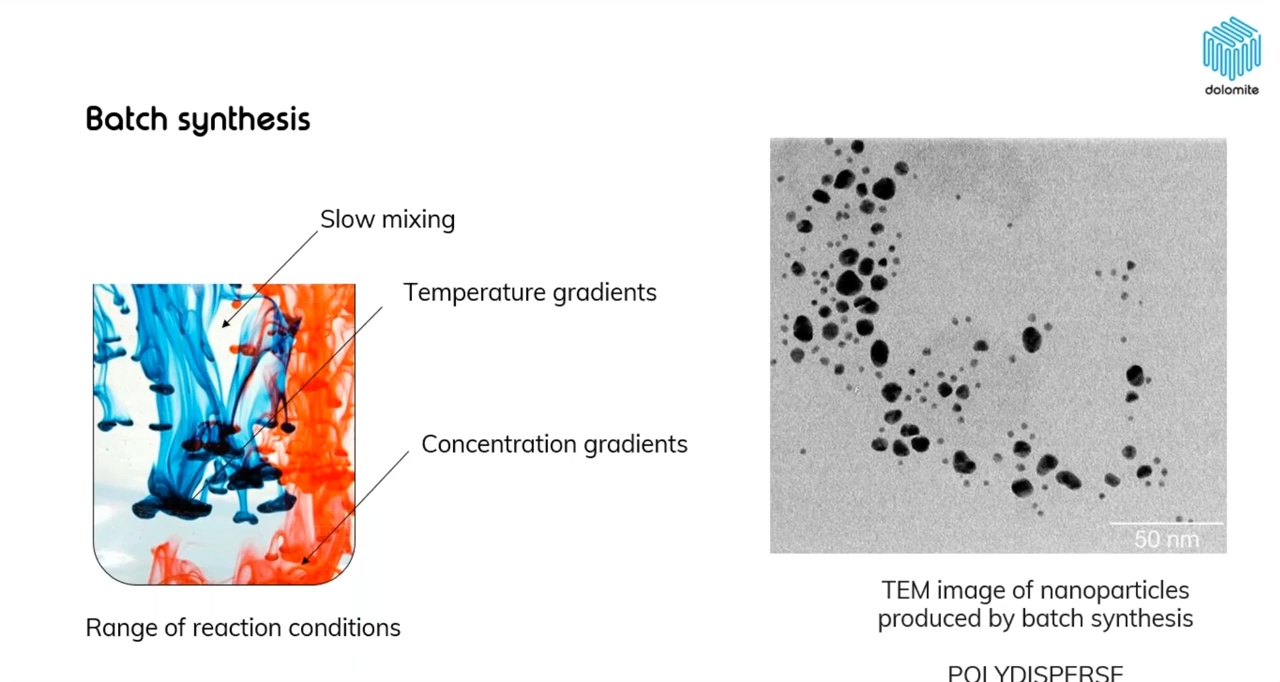 dolomite
Batch synthesis
Slow mixing
Temperature gradients
Concentration gradients
Range of reaction conditions
50 nm
TEM image of nanoparticles
produced by batch synthesis
POLYDISPERSE